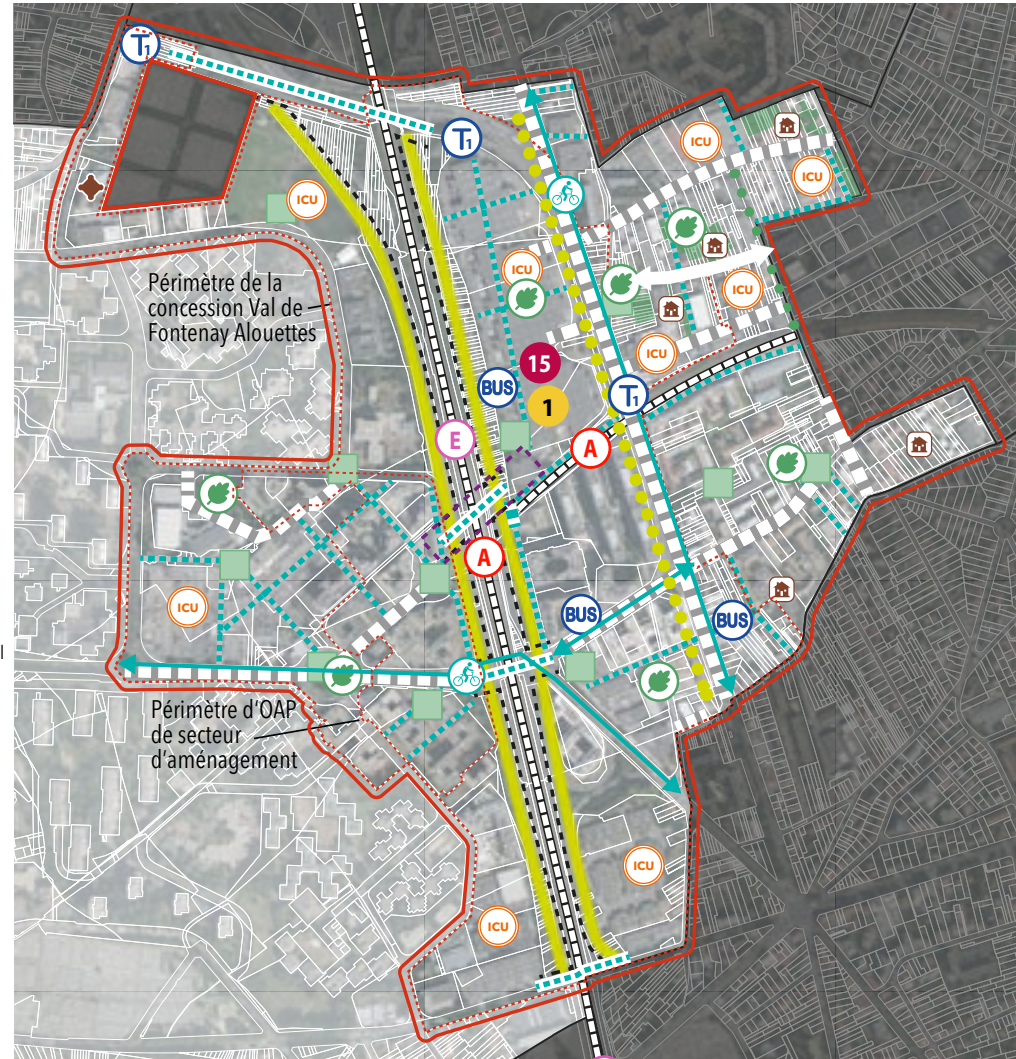 T1
T1
ICU
ICU
ICU
ICU
Périmètre de la
concession Val de
Fontenay Alouettes
ICU
ICU
15
BUS
1
T1
E
A
A
ICU
BUS
BUS
Périmètre d'OAP
de secteur
d'aménagement
ICU
ICU